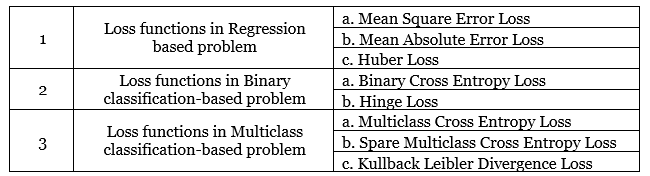 1
Loss functions in Regression
based problem
a. Mean Square Error Loss
b. Mean Absolute Error Loss
c. Huber Loss
2
Loss functions in Binary
classification-based problem
a. Binary Cross Entropy Loss
b. Hinge Loss
3
Loss functions in Multiclass
classification-based problem
a. Multiclass Cross Entropy Loss
b. Spare Multiclass Cross Entropy Loss
c. Kullback Leibler Divergence Loss